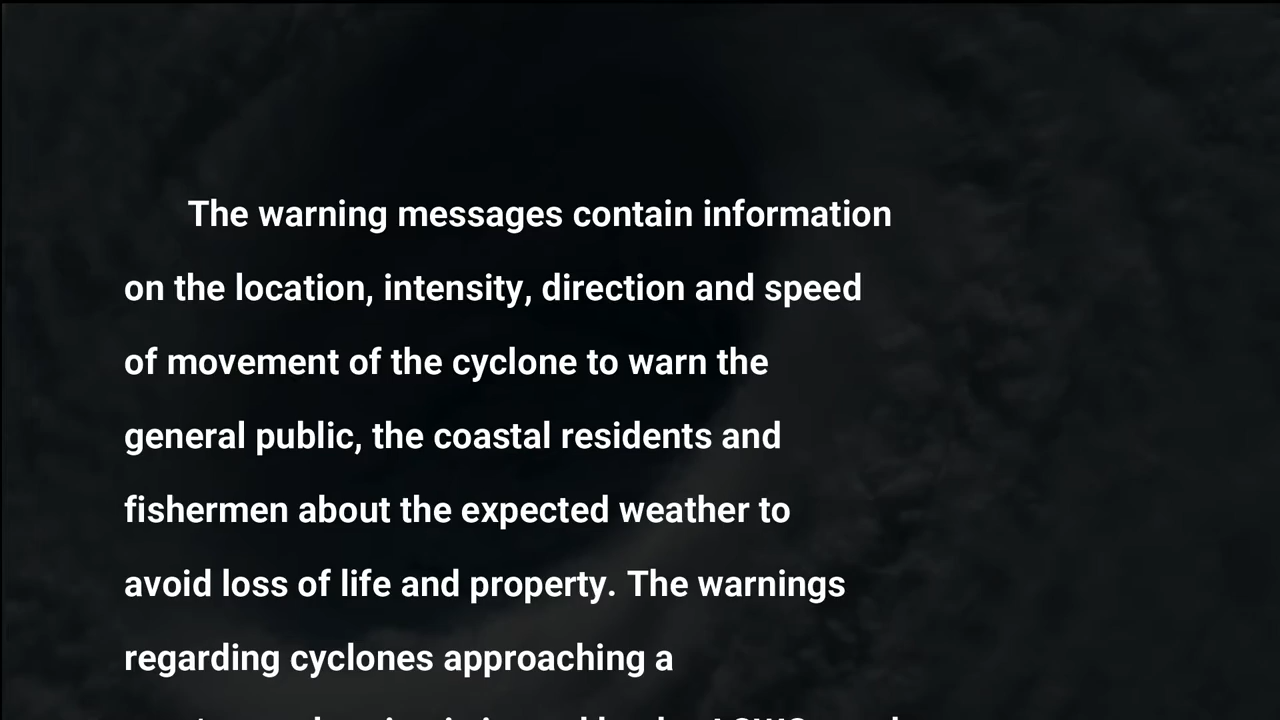 The warning messages contain information
on the location, intensity, direction and speed
of movement of the cyclone to warn the
general public, the coastal residents and
fishermen about the expected weather to
avoid loss of life and property. The warnings
regarding cyclones approaching a